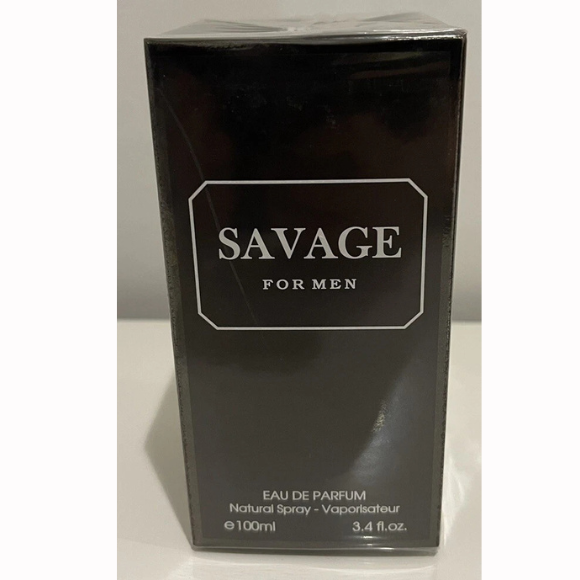 SAVAGE
FOR MEN
EAU DE PARFUM
Natural Spray - Vaporisateur
℮100ml 3.4 fl.oz.